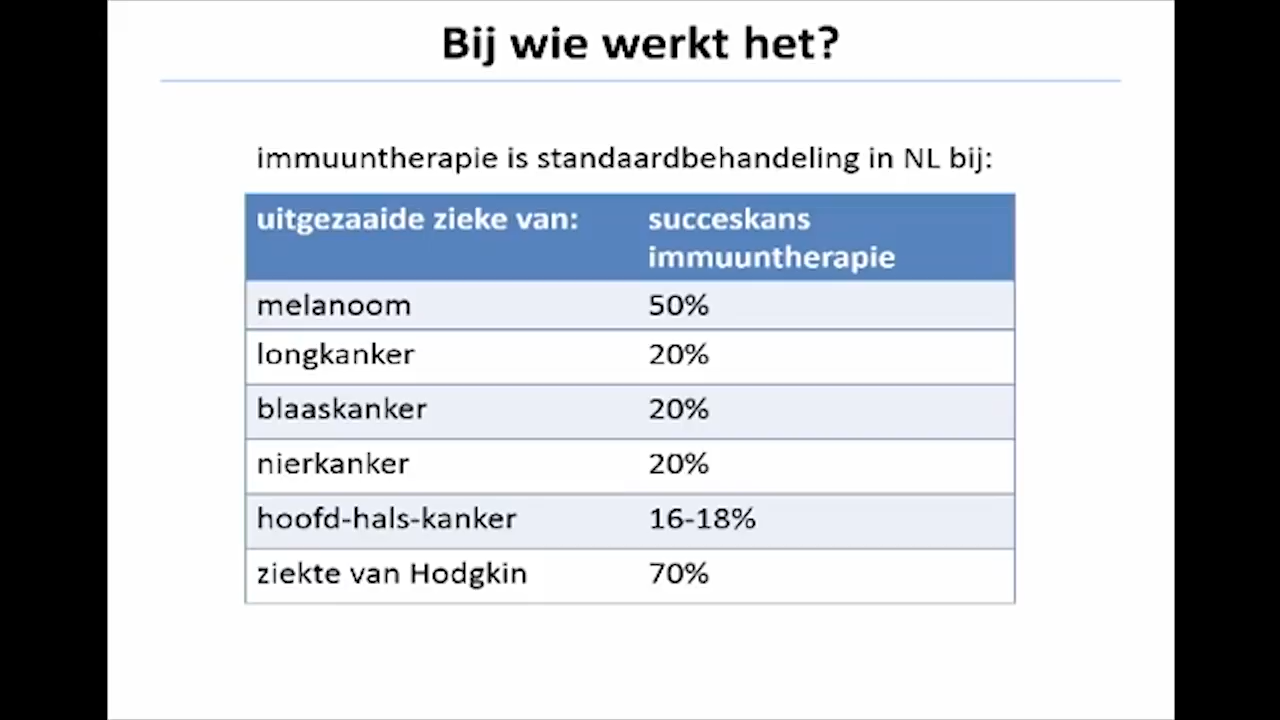 Bij wie werkt het?
immuuntherapie is standaardbehandeling in NL bij:
uitgezaaide zieke van: succeskans
immuuntherapie
melanoom 50%
longkanker 20%
blaaskanker 20%
nierkanker 20%
hoofd-hals-kanker 16-18%
ziekte van Hodgkin 70%